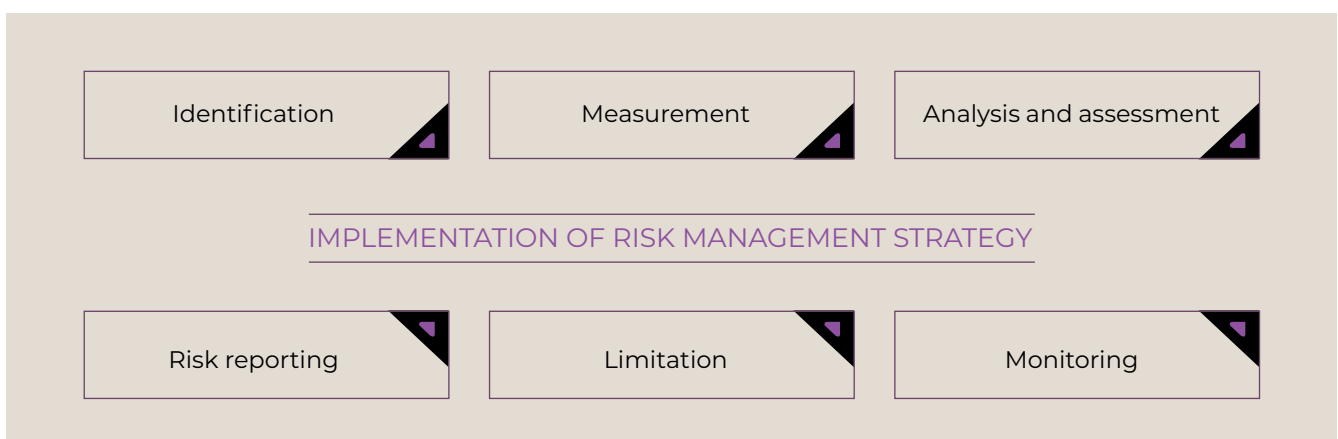 Identification
Measurement
Analysis and assessment
IMPLEMENTATION OF RISK MANAGEMENT STRATEGY
Risk reporting
Limitation
Monitoring